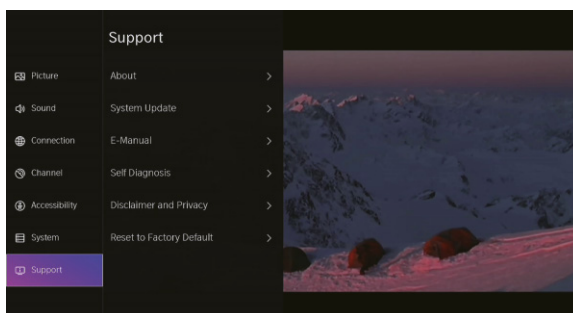 Support
Picture
About
Sound
System Update
Connection
E-Manual
Channel
Self Diagnosis
Accessibility
Disclaimer and Privacy
System
Reset to Factory Default
Support